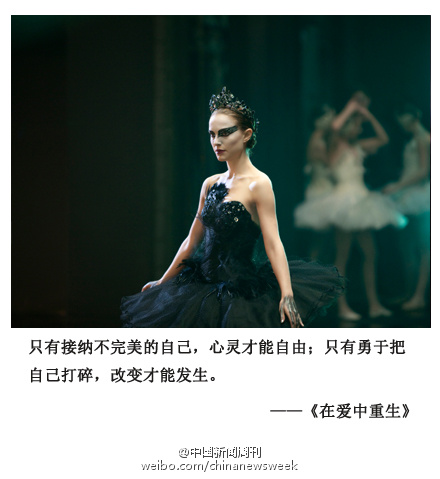 只有接纳不完美的自己，心灵才能自由；只有勇于把
自己打碎，改变才能发生。
——《在爱中重生》
@中国新闻周刊
weibo.com/chinanewsweek